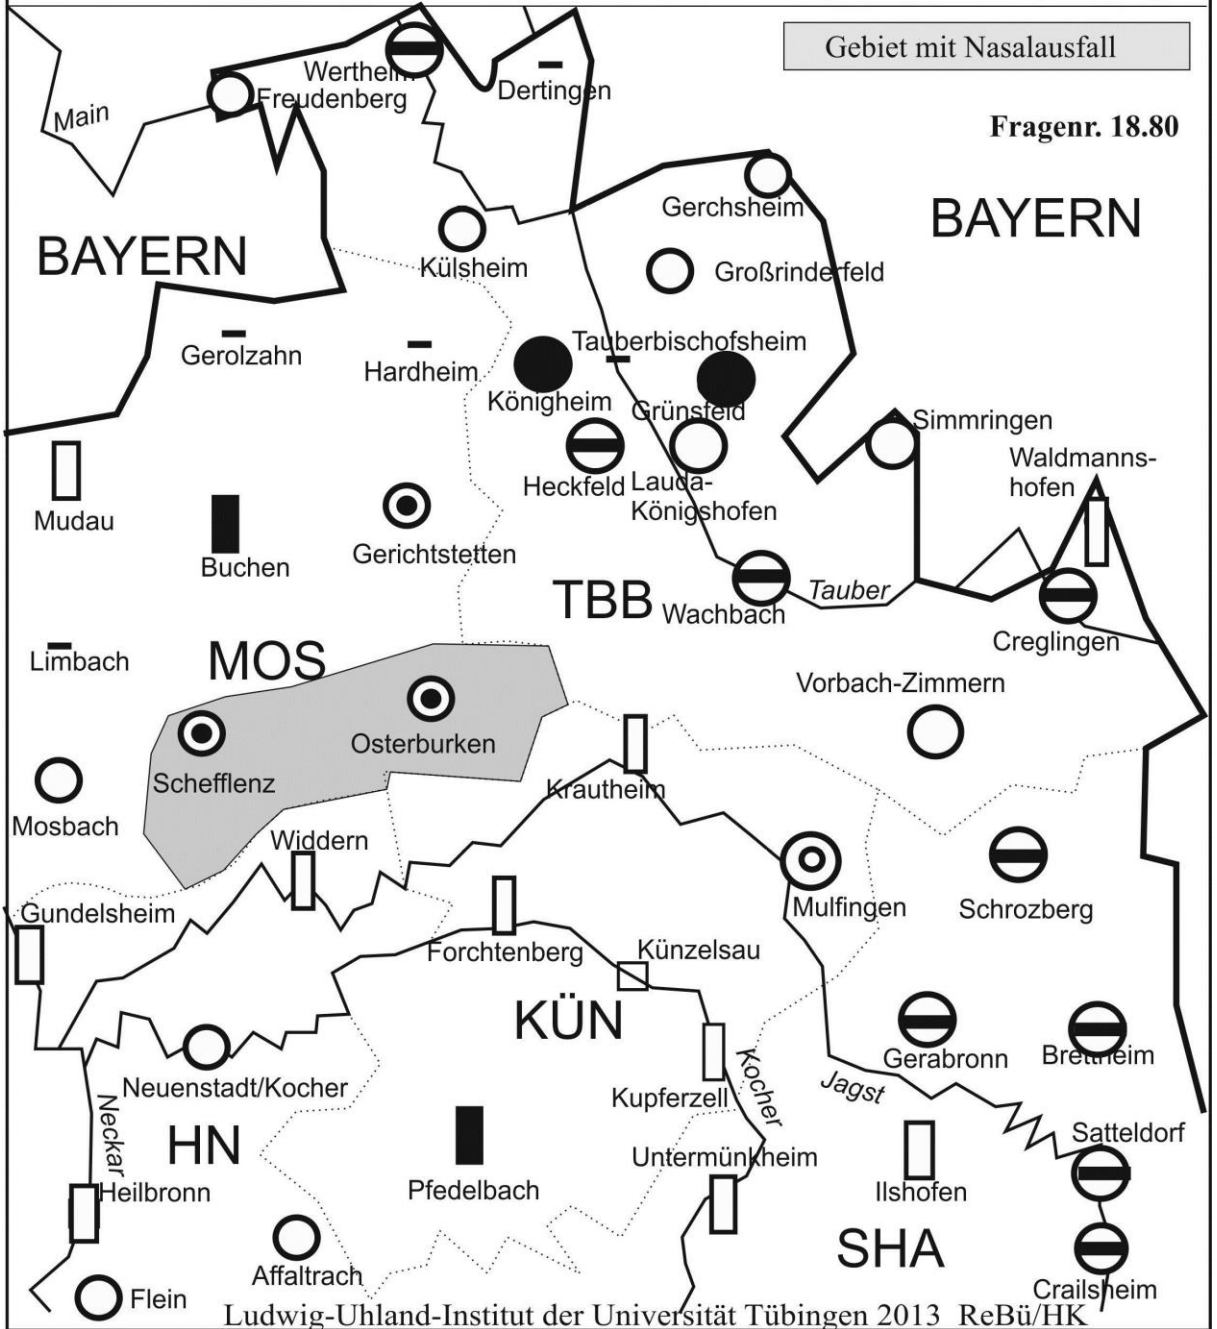 Gebiet mit Nasalausfall
Wertheim
Freudenberg
Dertingen
Main
Fragenr. 18.80
Gerchsheim
BAYERN
BAYERN
Külsheim
Großrinderfeld
Gerolzahn
Hardheim
Tauberbischofsheim
Königheim
Grünsfeld
Simmringen
Waldmanns-
hofen
Heckfeld
Lauda-
Königshofen
Mudau
Buchen
Gerichtstetten
TBB
Wachbach
Tauber
Creglingen
Limbach
MOS
Vorbach-Zimmern
Osterburken
Schefflenz
Krautheim
Mosbach
Widdern
Gundelsheim
Mulfingen
Schrozberg
Forchtenberg
Künzelsau
KÜN
Gerabronn
Brettheim
Neuenstadt/Kocher
Kupferzell
Kocher
Jagst
Neckar
HN
Satteldorf
Untermünkheim
Heilbronn
Pfedelbach
Ilshofen
SHA
Affaltrach
Crailsheim
Flein
Ludwig-Uhland-Institut der Universität Tübingen 2013 ReBü/HK